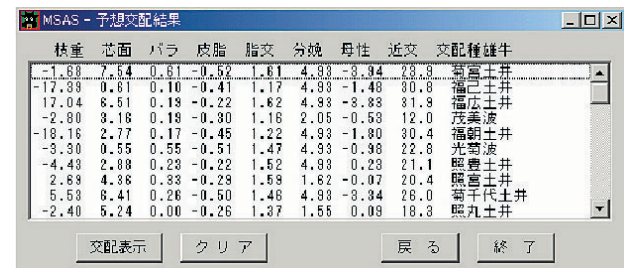 MSAS - 予想交配結果
枝重 芯面 バラ 皮脂 脂交 分娩 母性 近交 交配種雄牛
-1.68 7.54 0.61 -0.52 1.61 4.93 -3.94 23.9 菊宮土井
-17.39 0.81 0.10 -0.41 1.17 4.93 -1.48 30.8 福己土井
17.04 6.51 0.19 -0.22 1.62 4.93 -3.83 31.9 福広土井
-2.80 3.16 0.19 -0.30 1.16 2.05 -0.53 12.0 茂美波
-18.16 2.77 0.17 -0.45 1.22 4.93 -1.80 30.4 福朝土井
-3.30 0.55 0.55 -0.51 1.47 4.93 -0.98 22.8 光菊波
-4.43 2.88 0.23 -0.22 1.52 4.93 0.23 21.1 照豊土井
2.69 4.36 0.33 -0.29 1.59 1.62 -0.07 20.4 照宮土井
5.53 6.41 0.26 -0.50 1.46 4.93 -3.34 26.0 菊千代土井
-2.40 5.24 0.00 -0.26 1.37 1.55 0.09 18.3 照丸土井
交配表示 クリア 戻る 終了